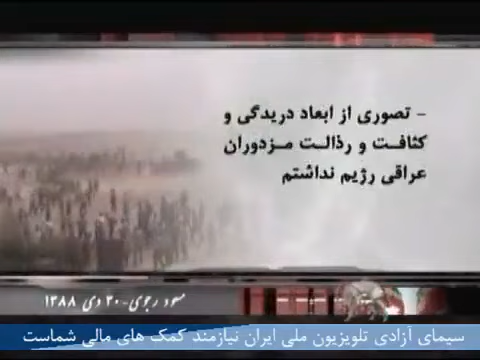 - تصوری از ابعاد دریدگی و
کثافت و رذالت مزدوران
عراقی رژیم نداشتم
مسعود رجوی-۲۰ دی ۱۳۸۸
سیمای آزادی تلویزیون ملی ایران نیازمند کمک های مالی شماست